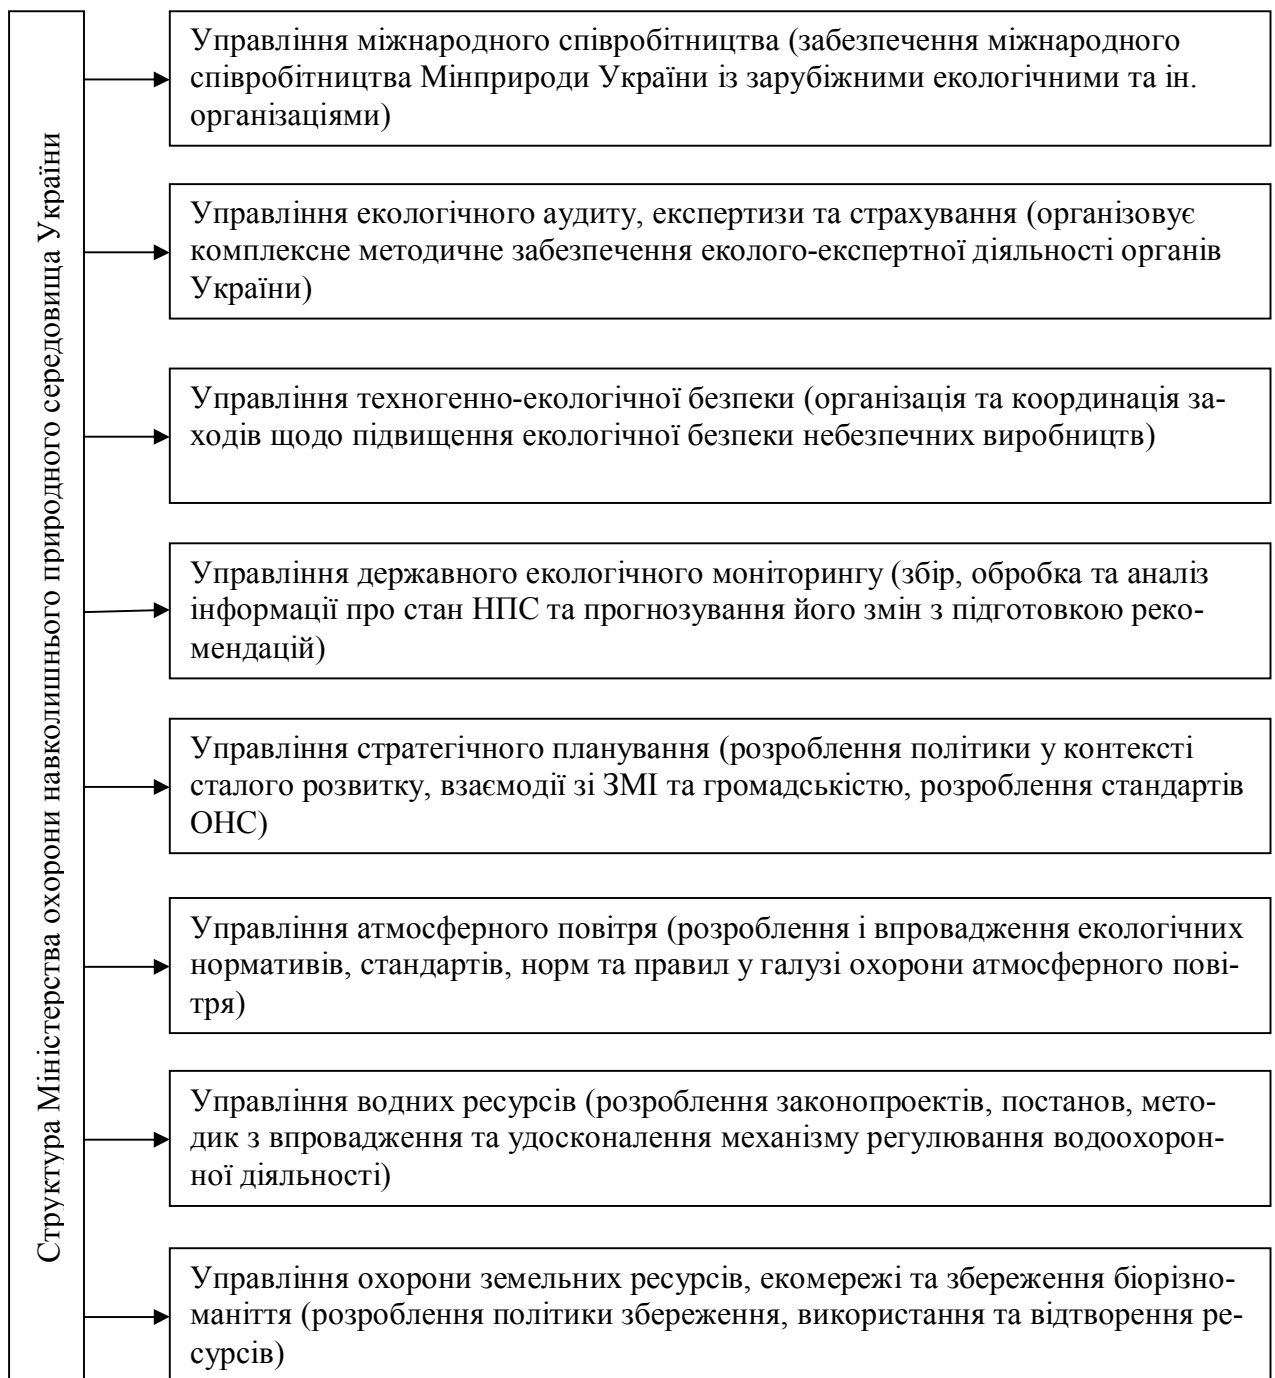 Структура Міністерства охорони навколишнього природного середовища України
Управління міжнародного співробітництва (забезпечення міжнародного
співробітництва Мінприроди України із зарубіжними екологічними та ін.
організаціями)
Управління екологічного аудиту, експертизи та страхування (організовує
комплексне методичне забезпечення еколого-експертної діяльності органів
України)
Управління техногенно-екологічної безпеки (організація та координація за-
ходів щодо підвищення екологічної безпеки небезпечних виробництв)
Управління державного екологічного моніторингу (збір, обробка та аналіз
інформації про стан НПС та прогнозування його змін з підготовкою реко-
мендацій)
Управління стратегічного планування (розроблення політики у контексті
сталого розвитку, взаємодії зі ЗМІ та громадськістю, розроблення стандартів
ОНС)
Управління атмосферного повітря (розроблення і впровадження екологічних
нормативів, стандартів, норм та правил у галузі охорони атмосферного пові-
тря)
Управління водних ресурсів (розроблення законопроектів, постанов, мето-
дик з впровадження та удосконалення механізму регулювання водоохорон-
ної діяльності)
Управління охорони земельних ресурсів, екомережі та збереження біорізно-
маніття (розроблення політики збереження, використання та відтворення ре-
сурсів)